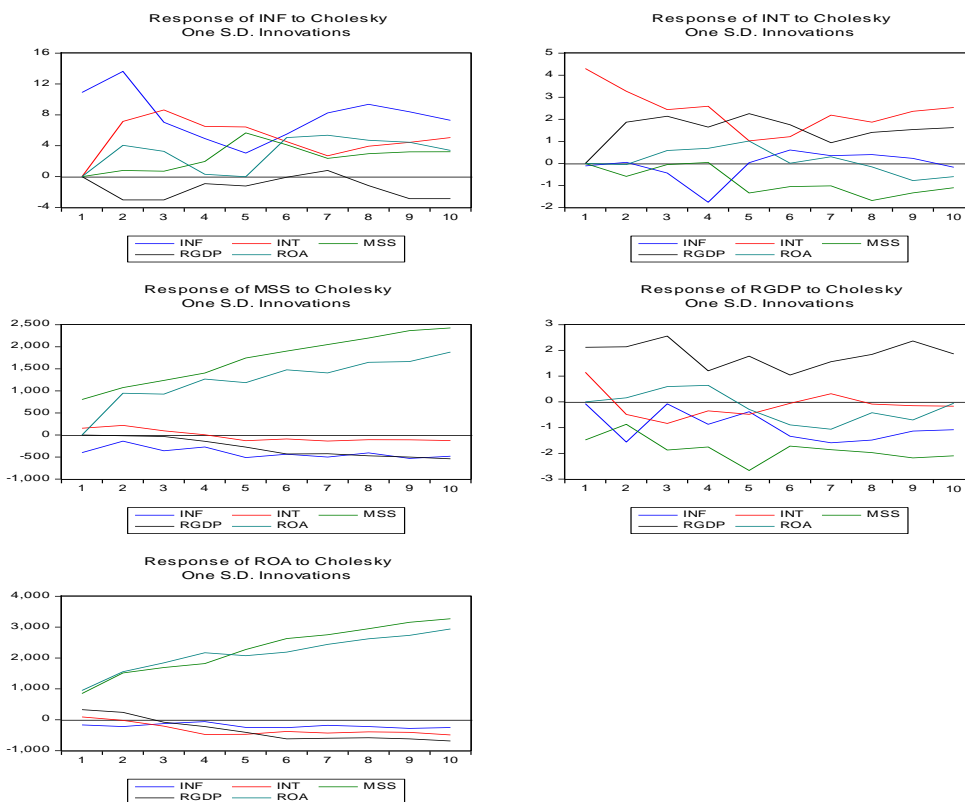 Response of INF to Cholesky
One S.D. Innovations
16
12
8
4
0
-4
1 2 3 4 5 6 7 8 9 10
INF INT MSS
RGDP ROA
Response of INT to Cholesky
One S.D. Innovations
5
4
3
2
1
0
-1
-2
1 2 3 4 5 6 7 8 9 10
INF INT MSS
RGDP ROA
Response of MSS to Cholesky
One S.D. Innovations
2,500
2,000
1,500
1,000
500
0
-500
-1,000
1 2 3 4 5 6 7 8 9 10
INF INT MSS
RGDP ROA
Response of RGDP to Cholesky
One S.D. Innovations
3
2
1
0
-1
-2
-3
1 2 3 4 5 6 7 8 9 10
INF INT MSS
RGDP ROA
Response of ROA to Cholesky
One S.D. Innovations
4,000
3,000
2,000
1,000
0
-1,000
1 2 3 4 5 6 7 8 9 10
INF INT MSS
RGDP ROA